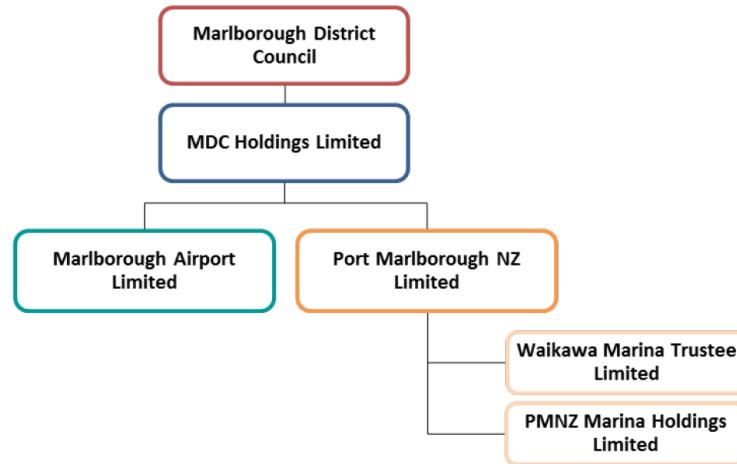 Marlborough District
Council
MDC Holdings Limited
Marlborough Airport
Limited
Port Marlborough NZ
Limited
Waikawa Marina Trustee
Limited
PMNZ Marina Holdings
Limited